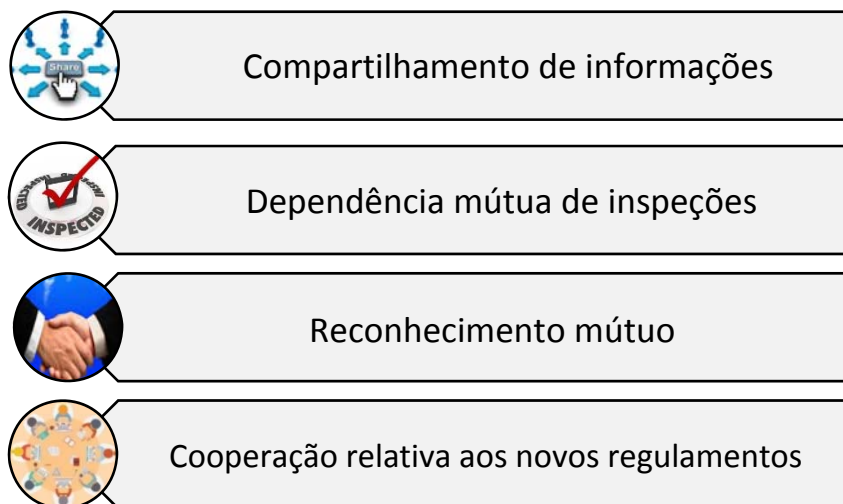 Share
Compartilhamento de informações
INSPECTED
Dependência mútua de inspeções
Reconhecimento mútuo
Cooperação relativa aos novos regulamentos